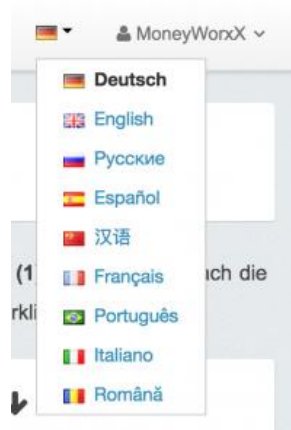 MoneyWorxX
Deutsch
English
Русские
Español
汉语
(1
Français
ach die
rkli
Português
Italiano
Română